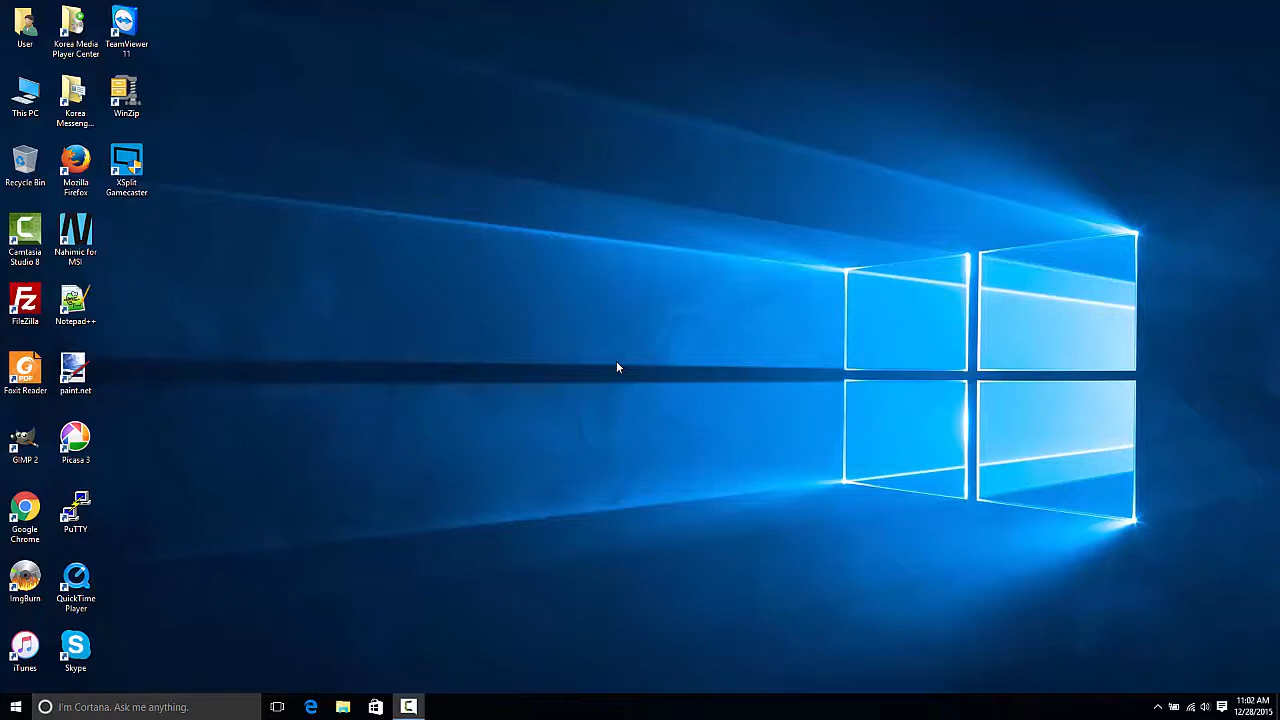 User
Korea Media
Player Center
TeamViewer
11
This PC
Korea
Messeng...
WinZip
Recycle Bin
Mozilla
Firefox
XSplit
Gamecaster
Camtasia
Studio 8
Nahimic for
MSI
FileZilla
Notepad++
Foxit Reader
paint.net
GIMP 2
Picasa 3
Google
Chrome
PuTTY
ImgBurn
QuickTime
Player
iTunes
Skype
I'm Cortana. Ask me anything.
11:02 AM
12/28/2015